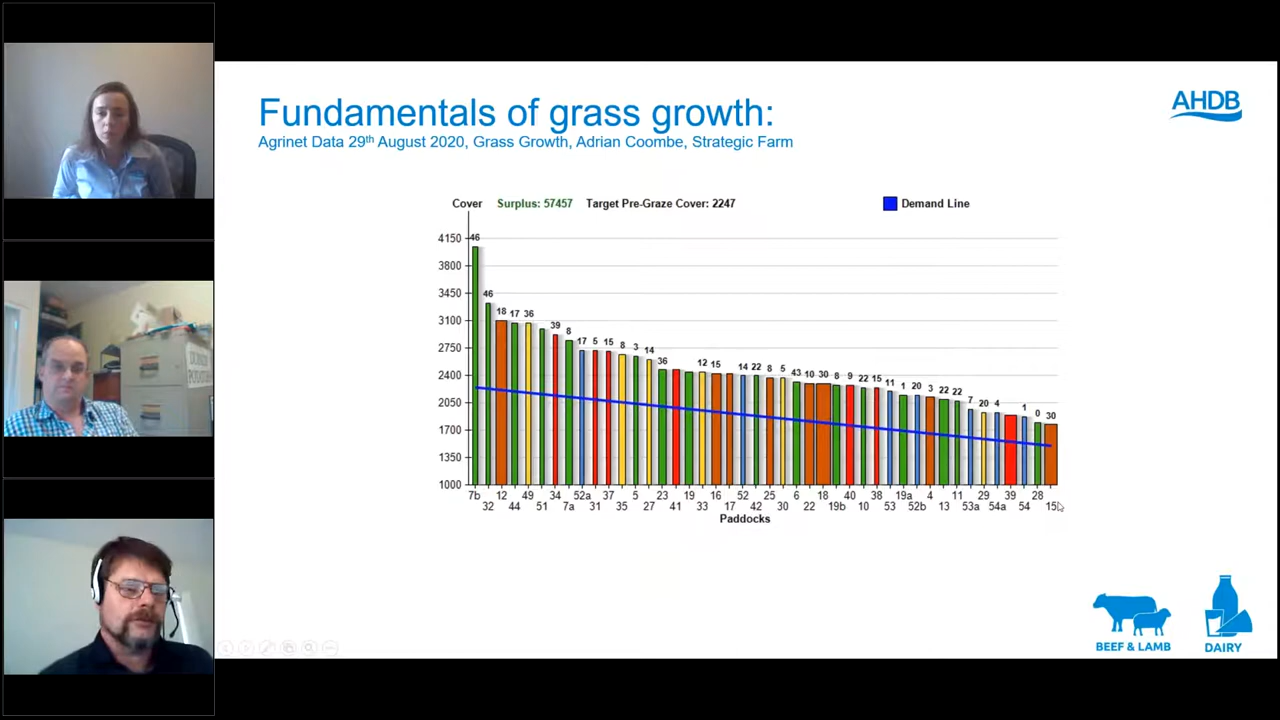 Fundamentals of grass growth:
Agrinet Data 29th August 2020, Grass Growth, Adrian Coombe, Strategic Farm
AHDB
Cover Surplus: 57457 Target Pre-Graze Cover: 2247 Demand Line
4150
3800
3450
3100
2750
2400
2050
1700
1350
1000
46 46 18 17 36 39 8 17 5 15 8 3 14 36 12 15 14 22 8 5 43 10 30 8 9 22 15 11 1 20 3 22 22 7 20 4 1 0 30
7b 12 49 34 52a 37 5 23 19 16 52 25 6 18 40 38 19a 4 11 29 39 28
32 44 51 7a 31 35 27 41 33 17 42 30 22 19b 10 53 52b 13 53a 54a 54 15
Paddocks
BEEF & LAMB
DAIRY